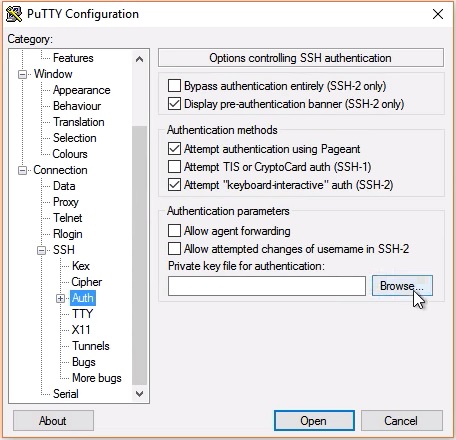 PuTTY Configuration
Category:
Features
Window
Appearance
Behaviour
Translation
Selection
Colours
Connection
Data
Proxy
Telnet
Rlogin
SSH
Kex
Cipher
Auth
TTY
X11
Tunnels
Bugs
More bugs
Serial
Options controlling SSH authentication
Bypass authentication entirely (SSH-2 only)
Display pre-authentication banner (SSH-2 only)
Authentication methods
Attempt authentication using Pageant
Attempt TIS or CryptoCard auth (SSH-1)
Attempt "keyboard-interactive" auth (SSH-2)
Authentication parameters
Allow agent forwarding
Allow attempted changes of username in SSH-2
Private key file for authentication:
Browse...
About
Open
Cancel